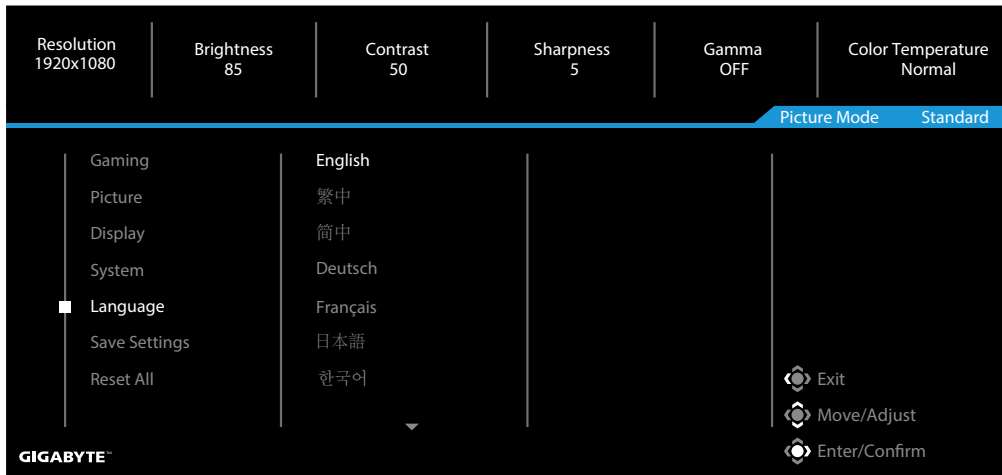 Resolution
1920x1080
Brightness
85
Contrast
50
Sharpness
5
Gamma
OFF
Color Temperature
Normal
Picture Mode Standard
Gaming
Picture
Display
System
Language
Save Settings
Reset All
English
繁中
简中
Deutsch
Français
日本語
한국어
Exit
Move/Adjust
Enter/Confirm
GIGABYTE™